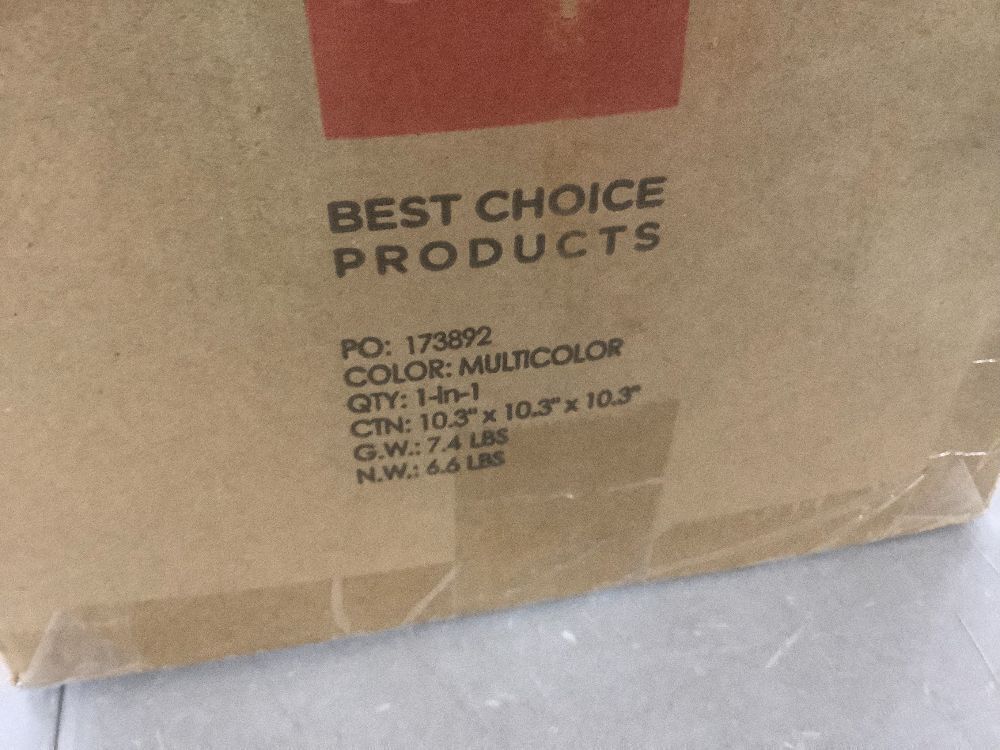 BEST CHOICE
PRODUCTS
PO: 173892
COLOR: MULTICOLOR
QTY: 1-in-1
CTN: 10.3" x 10.3" x 10.3"
G.W.: 7.4 LBS
N.W.: 6.6 LBS